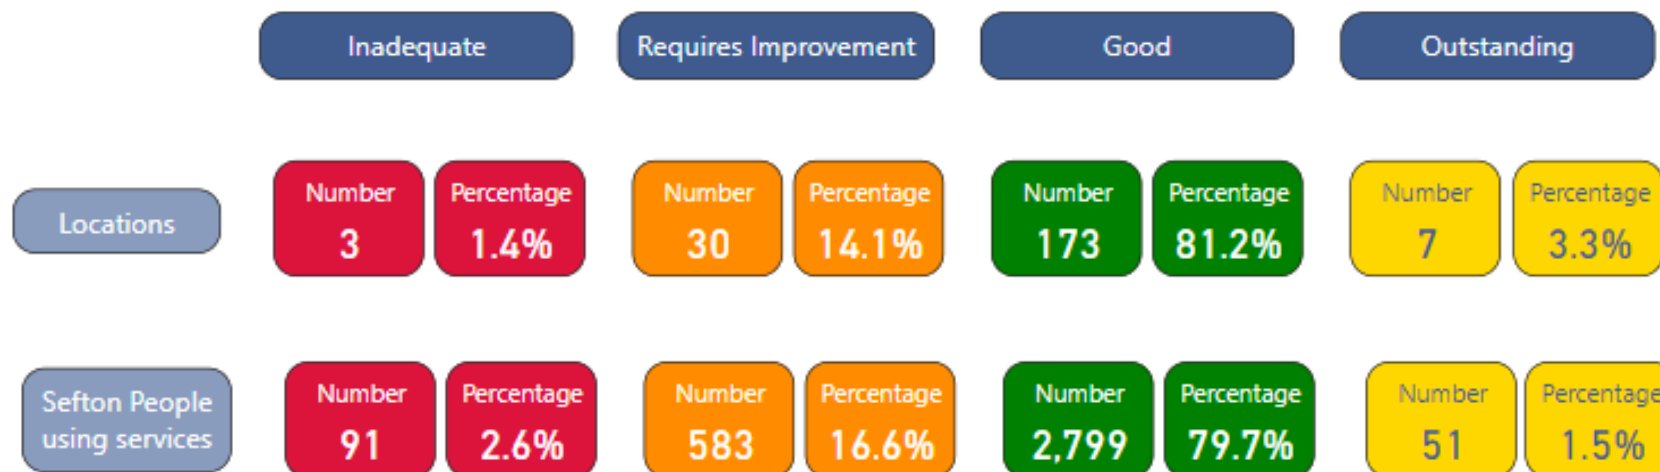 Inadequate Requires Improvement Good Outstanding
Number Percentage Number Percentage Number Percentage Number Percentage
Locations
3 1.4% 30 14.1% 173 81.2% 7 3.3%
Number Percentage Number Percentage Number Percentage Number Percentage
Sefton People
using services
91 2.6% 583 16.6% 2,799 79.7% 51 1.5%